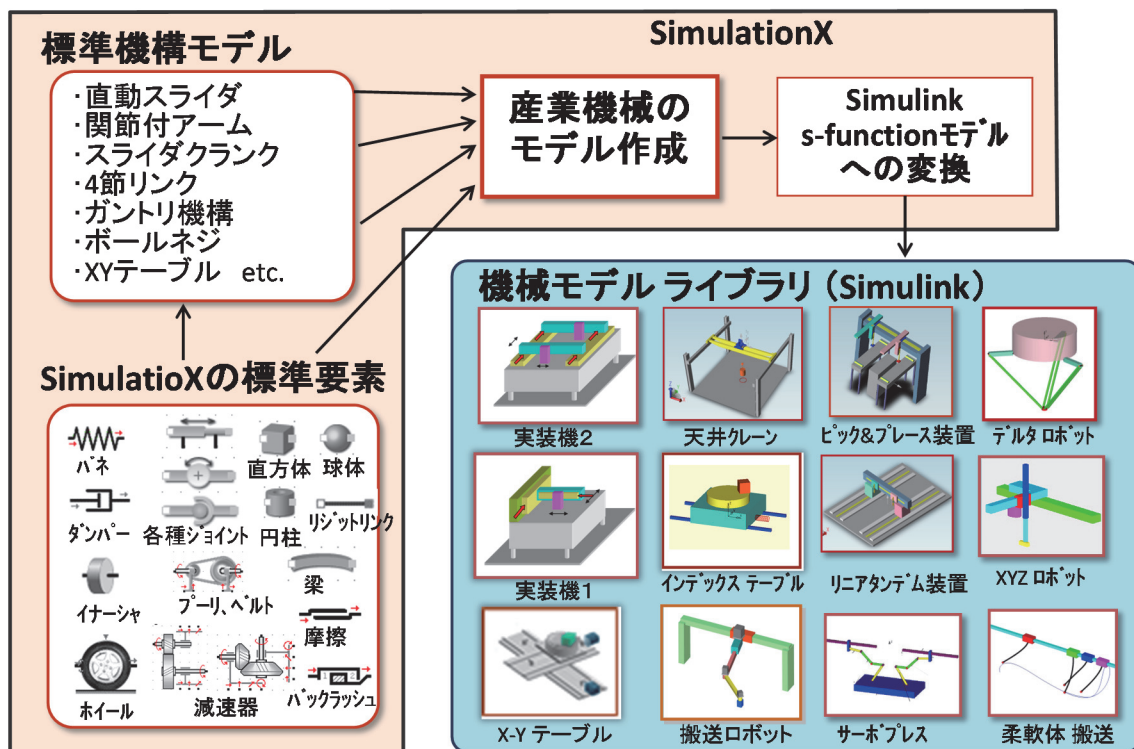 SimulationX
標準機構モデル
・直動スライダ
・関節付アーム
・スライダクランク
・4節リンク
・ガントリ機構
・ボールネジ
・XYテーブル etc.
産業機械の
モデル作成
Simulink
s-functionモデル
への変換
SimulatioXの標準要素
バネ
直方体
球体
ダンパー
各種ジョイント
円柱
リジットリンク
イナーシャ
プーリ、ベルト
梁
摩擦
ホイール
減速器
バックラッシュ
機械モデル ライブラリ（Simulink）
実装機2
天井クレーン
ピック&プレース装置
デルタ ロボット
実装機1
インデックス テーブル
リニアタンデム装置
XYZ ロボット
X-Y テーブル
搬送ロボット
サーボプレス
柔軟体 搬送